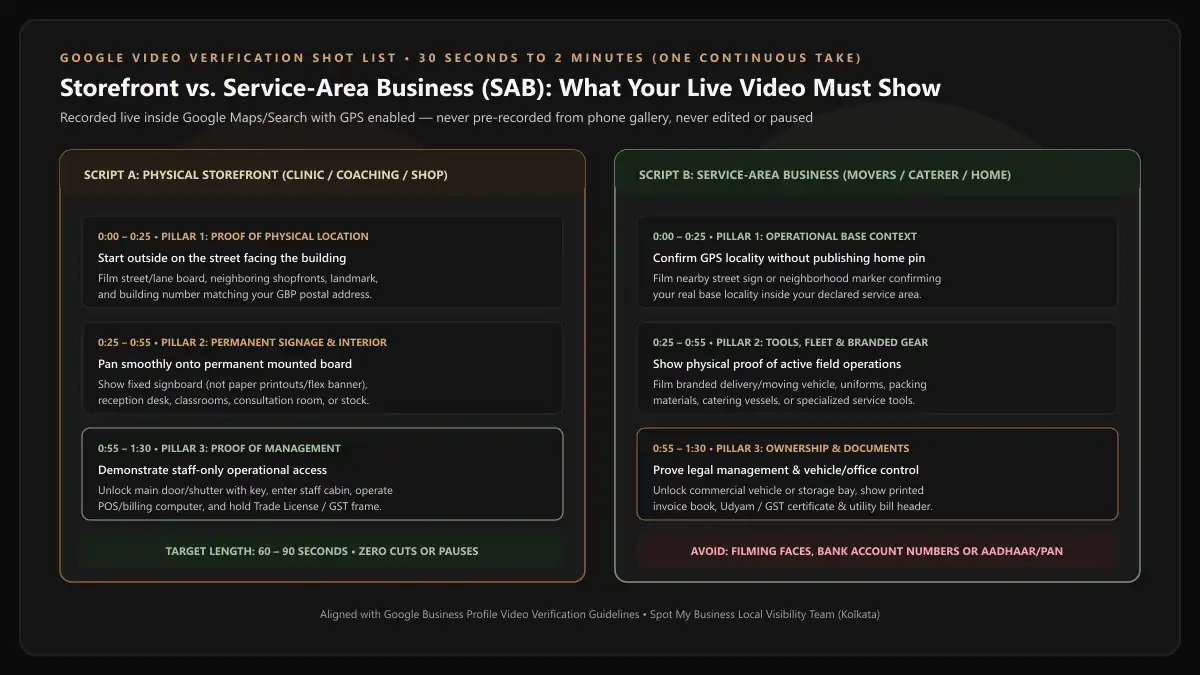 GOOGLE VIDEO VERIFICATION SHOT LIST • 30 SECONDS TO 2 MINUTES (ONE CONTINUOUS TAKE)
Storefront vs. Service-Area Business (SAB): What Your Live Video Must Show
Recorded live inside Google Maps/Search with GPS enabled — never pre-recorded from phone gallery, never edited or paused
SCRIPT A: PHYSICAL STOREFRONT (CLINIC / COACHING / SHOP)
0:00 – 0:25 • PILLAR 1: PROOF OF PHYSICAL LOCATION
Start outside on the street facing the building
Film street/lane board, neighboring shopfronts, landmark,
and building number matching your GBP postal address.
0:25 – 0:55 • PILLAR 2: PERMANENT SIGNAGE & INTERIOR
Pan smoothly onto permanent mounted board
Show fixed signboard (not paper printouts/flex banner),
reception desk, classrooms, consultation room, or stock.
0:55 – 1:30 • PILLAR 3: PROOF OF MANAGEMENT
Demonstrate staff-only operational access
Unlock main door/shutter with key, enter staff cabin, operate
POS/billing computer, and hold Trade License / GST frame.
TARGET LENGTH: 60 – 90 SECONDS • ZERO CUTS OR PAUSES
SCRIPT B: SERVICE-AREA BUSINESS (MOVERS / CATERER / HOME)
0:00 – 0:25 • PILLAR 1: OPERATIONAL BASE CONTEXT
Confirm GPS locality without publishing home pin
Film nearby street sign or neighborhood marker confirming
your real base locality inside your declared service area.
0:25 – 0:55 • PILLAR 2: TOOLS, FLEET & BRANDED GEAR
Show physical proof of active field operations
Film branded delivery/moving vehicle, uniforms, packing
materials, catering vessels, or specialized service tools.
0:55 – 1:30 • PILLAR 3: OWNERSHIP & DOCUMENTS
Prove legal management & vehicle/office control
Unlock commercial vehicle or storage bay, show printed
invoice book, Udyam / GST certificate & utility bill header.
AVOID: FILMING FACES, BANK ACCOUNT NUMBERS OR AADHAAR/PAN
Aligned with Google Business Profile Video Verification Guidelines • Spot My Business Local Visibility Team (Kolkata)